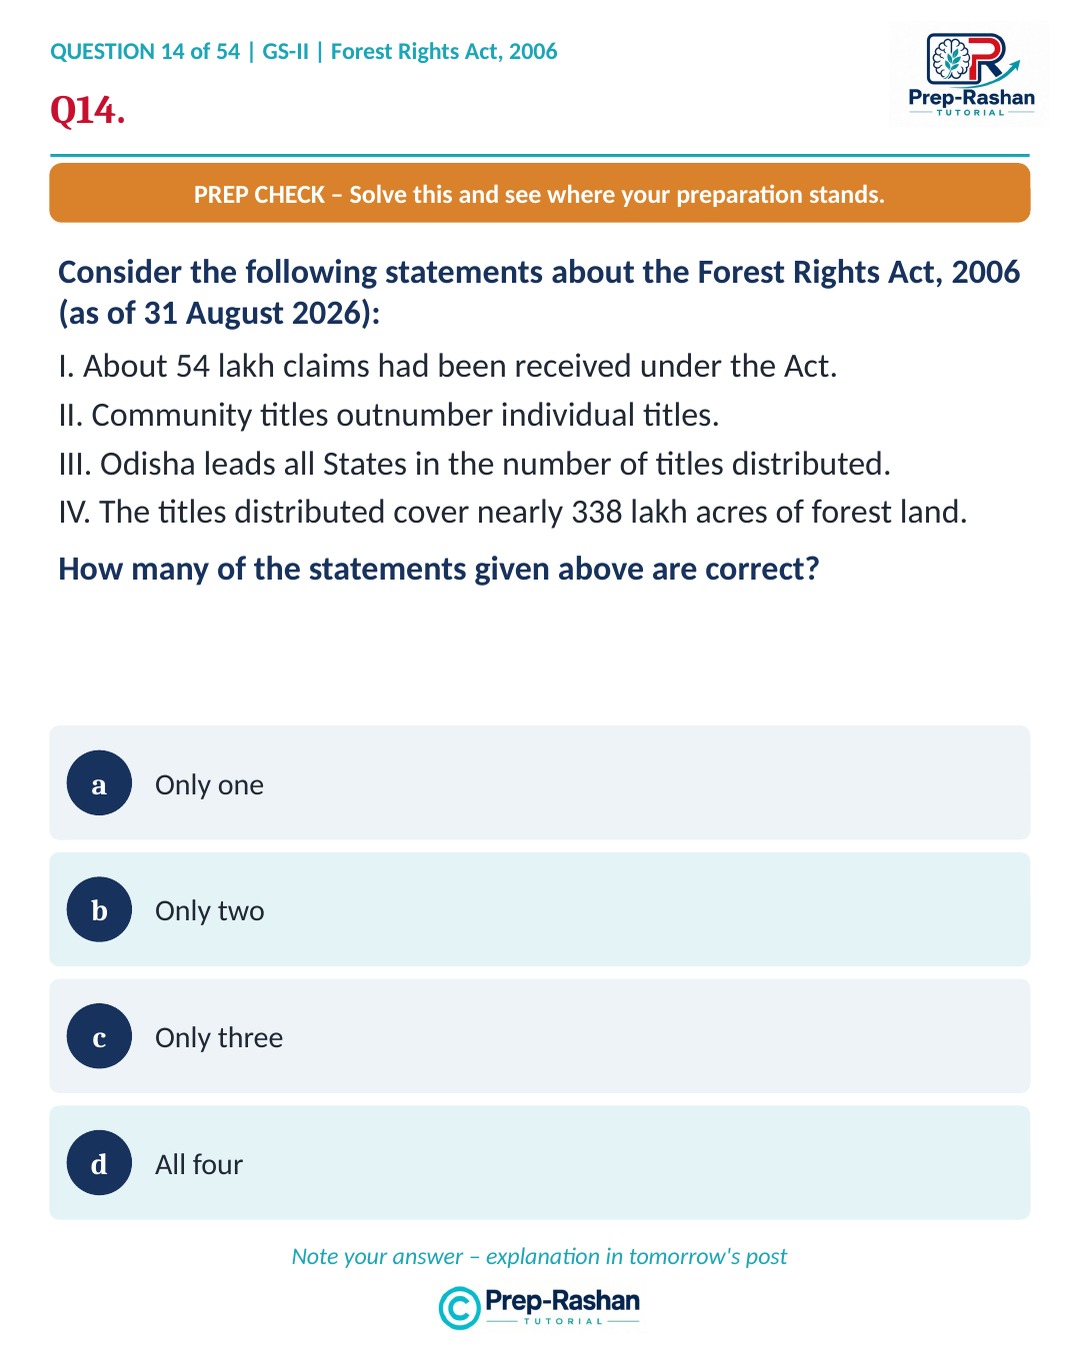 QUESTION 14 of 54 | GS-II | Forest Rights Act, 2006
Prep-Rashan
TUTORIAL
Q14.
PREP CHECK – Solve this and see where your preparation stands.
Consider the following statements about the Forest Rights Act, 2006
(as of 31 August 2026):
I. About 54 lakh claims had been received under the Act.
II. Community titles outnumber individual titles.
III. Odisha leads all States in the number of titles distributed.
IV. The titles distributed cover nearly 338 lakh acres of forest land.
How many of the statements given above are correct?
a Only one
b Only two
c Only three
d All four
Note your answer – explanation in tomorrow's post
© Prep-Rashan
TUTORIAL